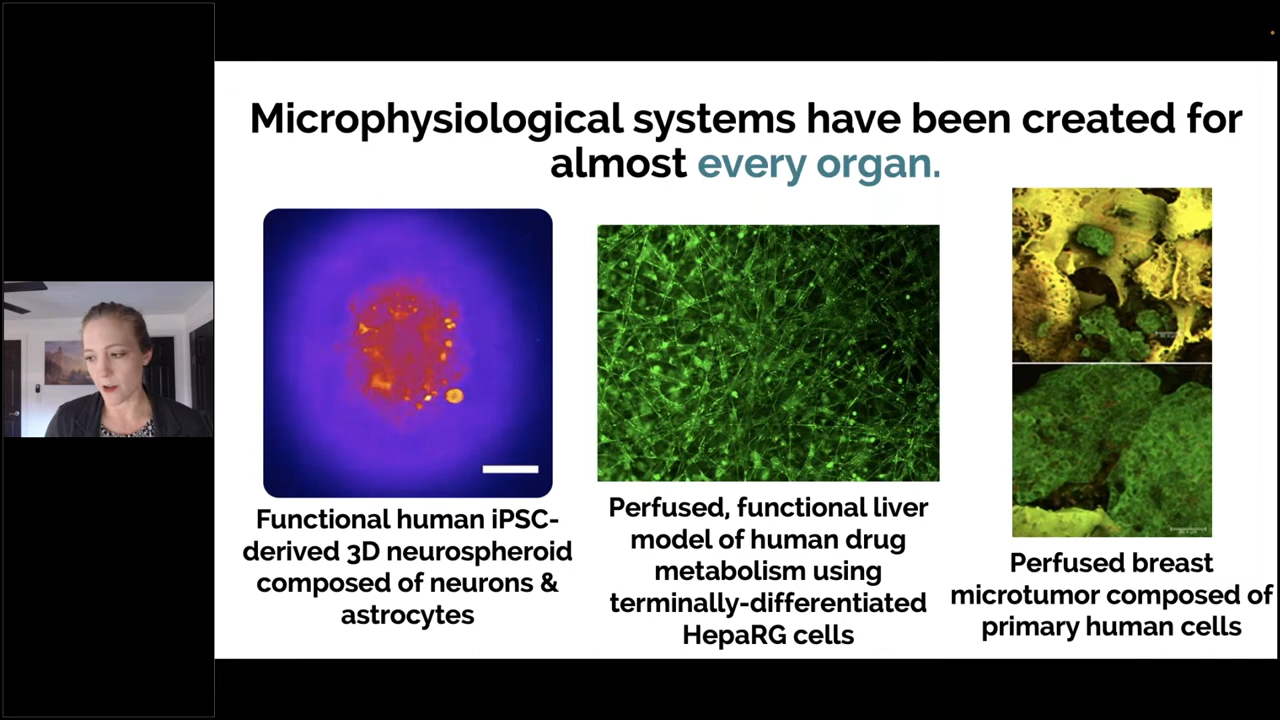 Microphysiological systems have been created for
almost every organ.
Functional human iPSC-
derived 3D neurospheroid
composed of neurons &
astrocytes
Perfused, functional liver
model of human drug
metabolism using
terminally-differentiated
HepaRG cells
Perfused breast
microtumor composed of
primary human cells